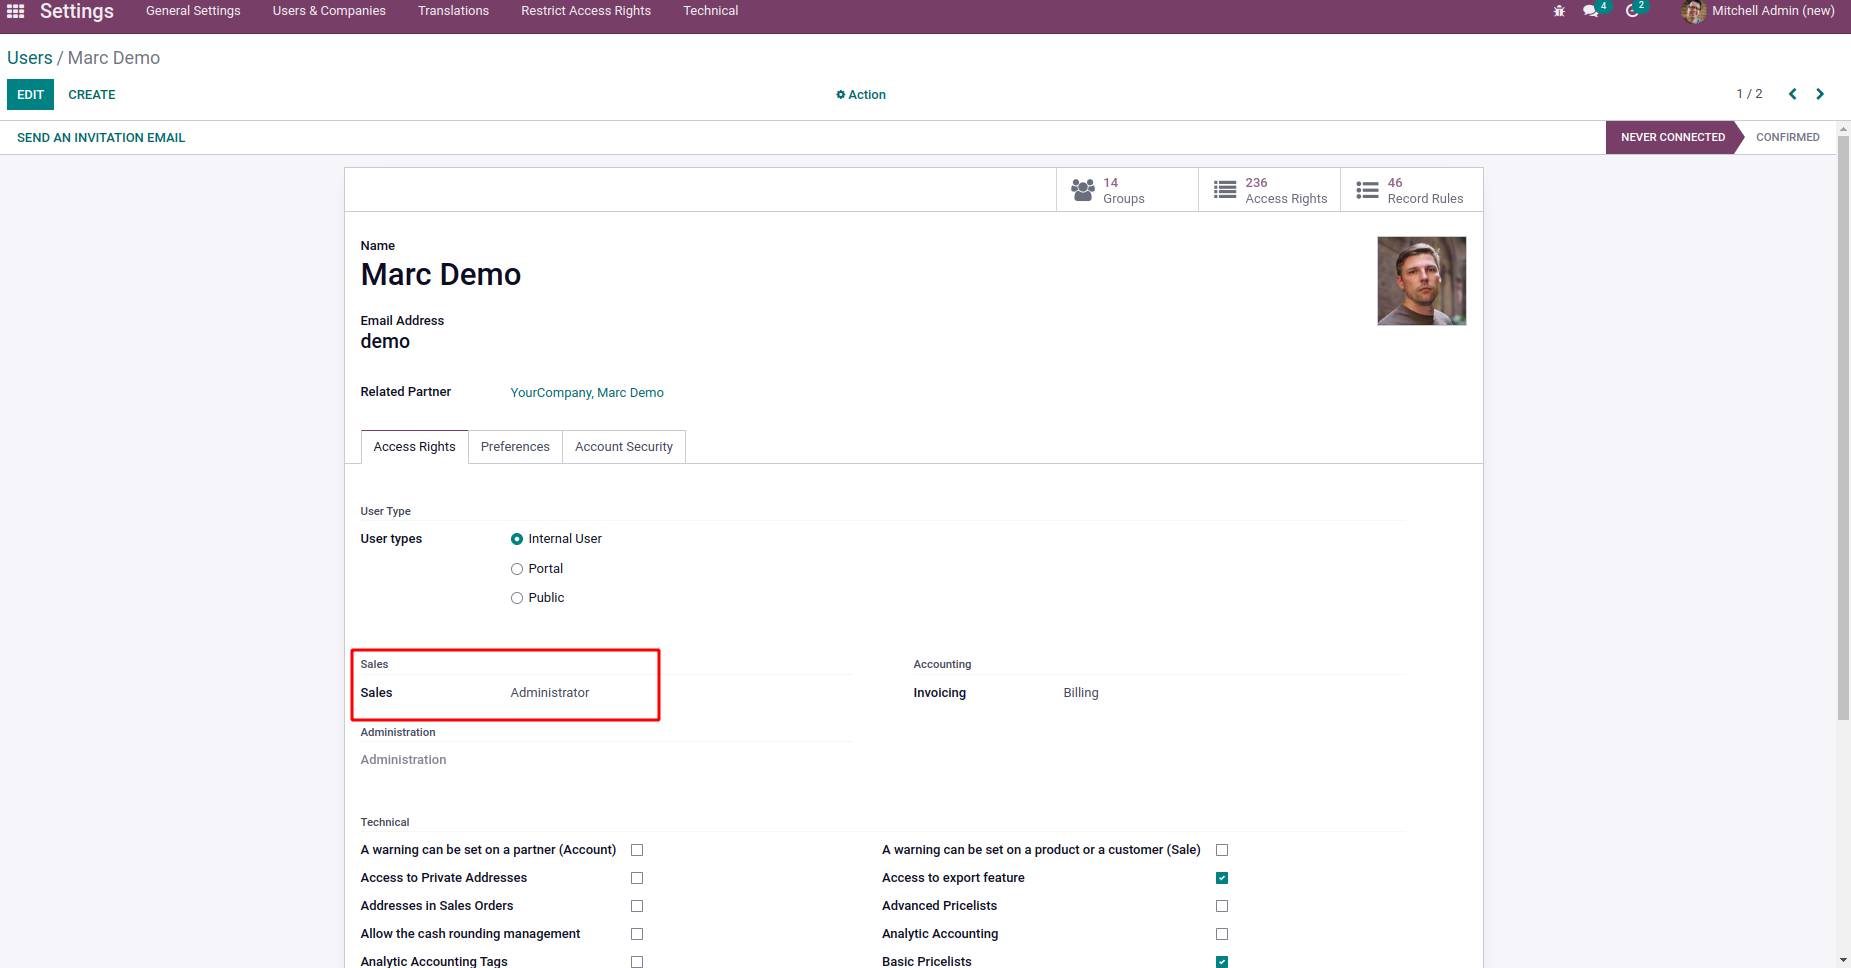 Settings General Settings Users & Companies Translations Restrict Access Rights Technical 4 2 Mitchell Admin (new)
Users / Marc Demo
EDIT CREATE Action 1 / 2
SEND AN INVITATION EMAIL NEVER CONNECTED CONFIRMED
14 236 46
Groups Access Rights Record Rules
Name
Marc Demo
Email Address
demo
Related Partner YourCompany, Marc Demo
Access Rights Preferences Account Security
User Type
User types Internal User
Portal
Public
Sales Accounting
Sales Administrator Invoicing Billing
Administration
Administration
Technical
A warning can be set on a partner (Account) A warning can be set on a product or a customer (Sale)
Access to Private Addresses Access to export feature
Addresses in Sales Orders Advanced Pricelists
Allow the cash rounding management Analytic Accounting
Analytic Accounting Tags Basic Pricelists